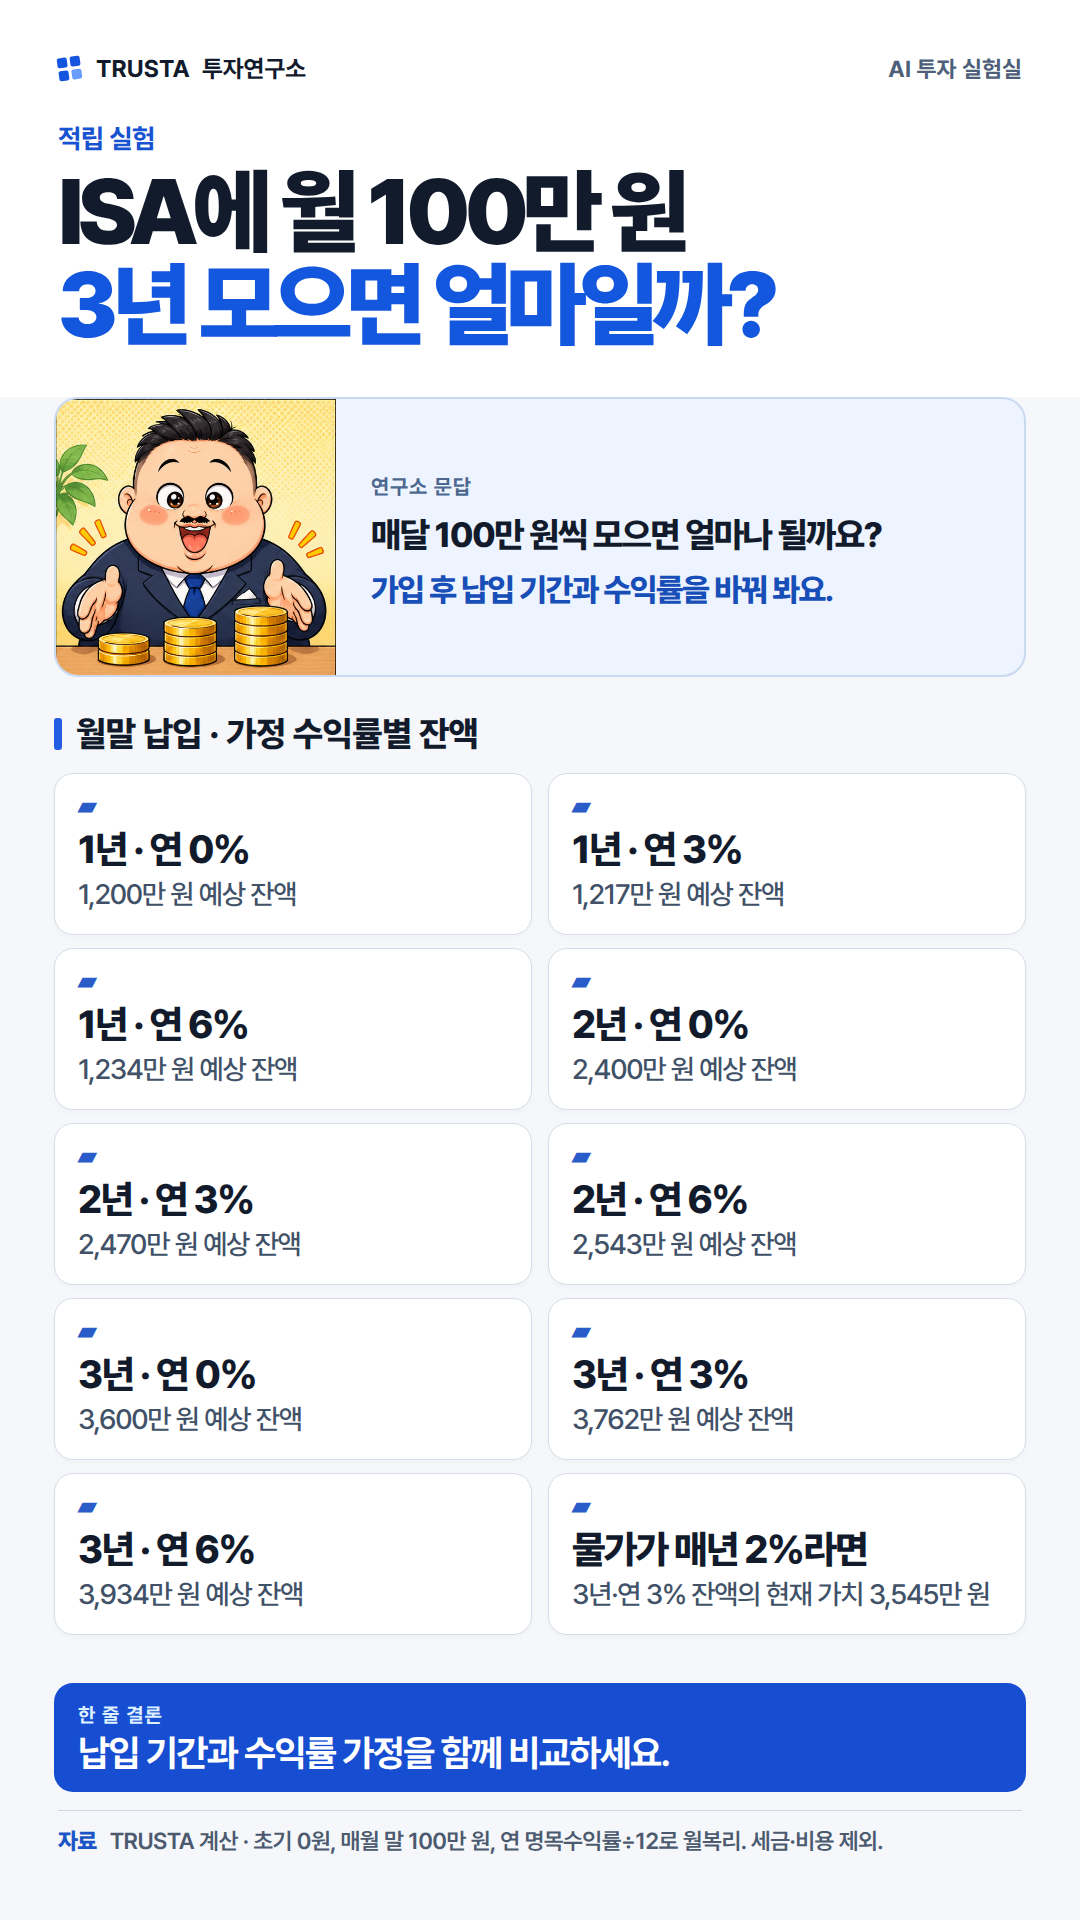 TRUSTA 투자연구소
AI 투자 실험실
적립 실험
ISA에 월 100만 원
3년 모으면 얼마일까?
연구소 문답
매달 100만 원씩 모으면 얼마나 될까요?
가입 후 납입 기간과 수익률을 바꿔 봐요.
월말 납입 · 가정 수익률별 잔액
1년 · 연 0%
1,200만 원 예상 잔액
1년 · 연 3%
1,217만 원 예상 잔액
1년 · 연 6%
1,234만 원 예상 잔액
2년 · 연 0%
2,400만 원 예상 잔액
2년 · 연 3%
2,470만 원 예상 잔액
2년 · 연 6%
2,543만 원 예상 잔액
3년 · 연 0%
3,600만 원 예상 잔액
3년 · 연 3%
3,762만 원 예상 잔액
3년 · 연 6%
3,934만 원 예상 잔액
물가가 매년 2%라면
3년·연 3% 잔액의 현재 가치 3,545만 원
한 줄 결론
납입 기간과 수익률 가정을 함께 비교하세요.
자료 TRUSTA 계산 · 초기 0원, 매월 말 100만 원, 연 명목수익률÷12로 월복리. 세금·비용 제외.